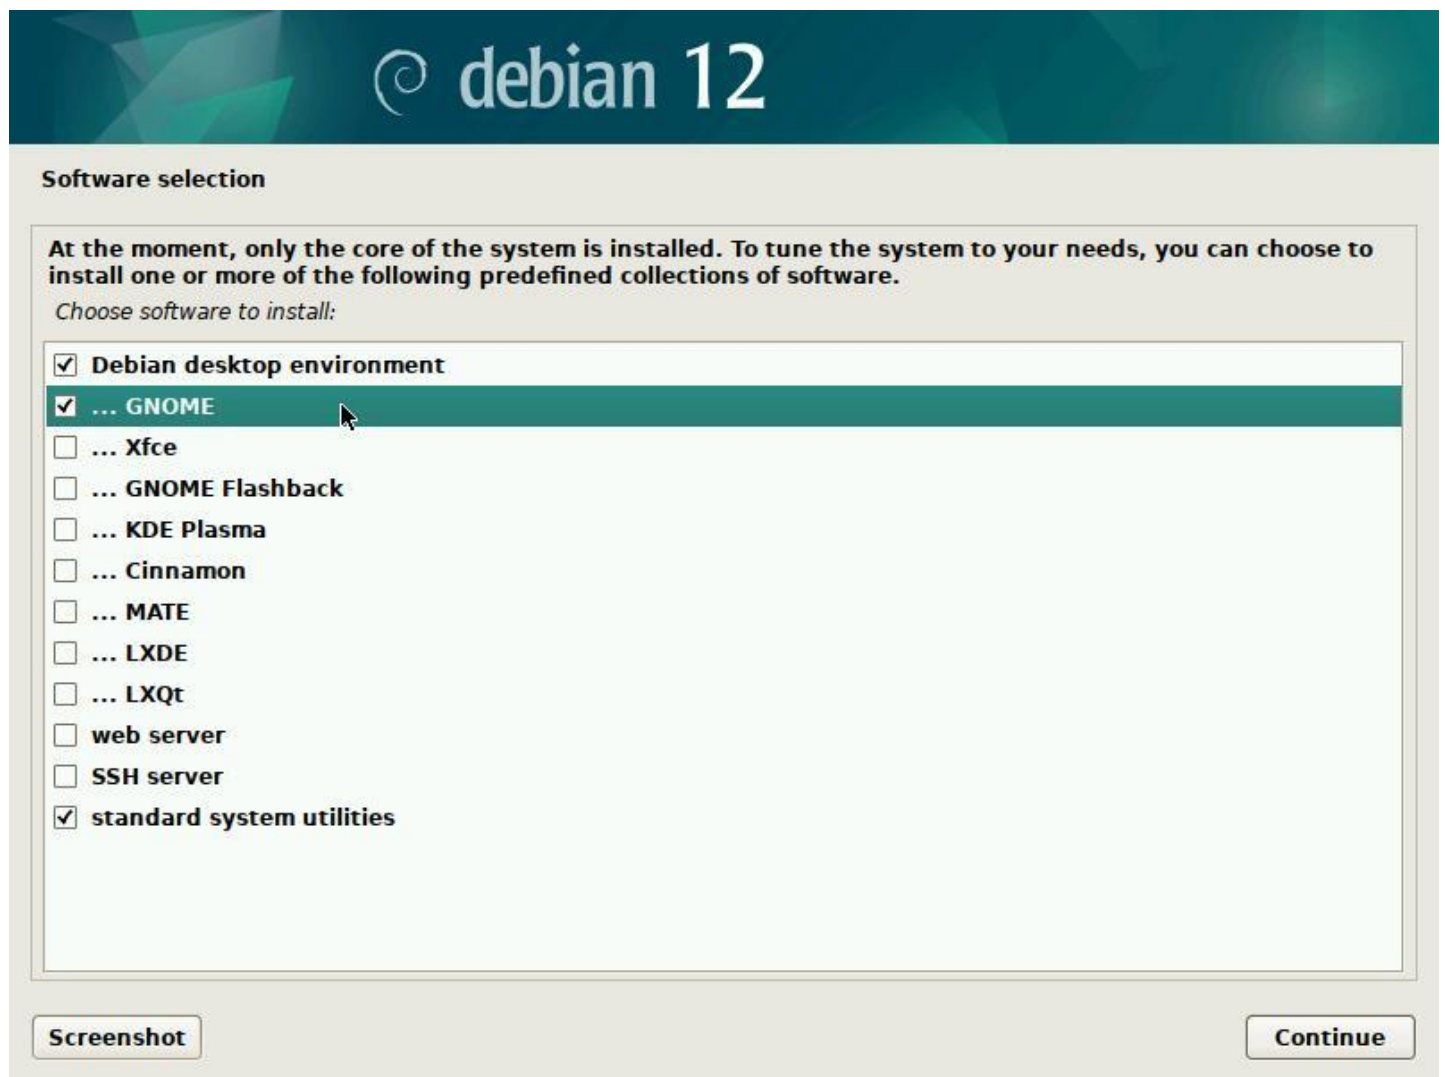 debian 12
Software selection
At the moment, only the core of the system is installed. To tune the system to your needs, you can choose to
install one or more of the following predefined collections of software.
Choose software to install:
Debian desktop environment
... GNOME
... Xfce
... GNOME Flashback
... KDE Plasma
... Cinnamon
... MATE
... LXDE
... LXQt
web server
SSH server
standard system utilities
Screenshot
Continue